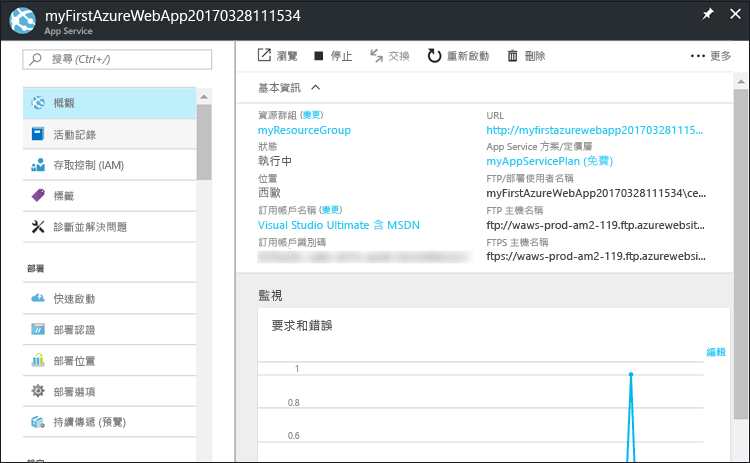 myFirstAzureWebApp20170328111534
App Service
搜尋 (Ctrl+/)
概觀
活動記錄
存取控制 (IAM)
標籤
診斷並解決問題
部署
快速啟動
部署認證
部署位置
部署選項
持續傳遞 (預覽)
瀏覽 停止 交換 重新啟動 刪除 更多
基本資訊
資源群組 (變更)
myResourceGroup
狀態
執行中
位置
西歐
訂用帳戶名稱 (變更)
Visual Studio Ultimate 含 MSDN
訂用帳戶識別碼
URL
http://myfirstazurewebapp201703281115...
App Service 方案/定價層
myAppServicePlan (免費)
FTP/部署使用者名稱
myFirstAzureWebApp20170328111534\ce...
FTP 主機名稱
ftp://waws-prod-am2-119.ftp.azurewebsit...
FTPS 主機名稱
ftps://waws-prod-am2-119.ftp.azurewebsi...
監視
要求和錯誤
編輯
1
0.8
0.6